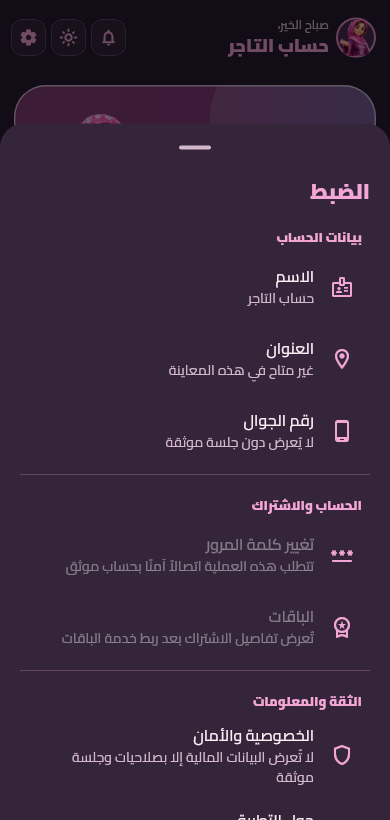 صباح الخير،
حساب التاجر
الضبط
بيانات الحساب
الاسم
حساب التاجر
العنوان
غير متاح في هذه المعاينة
رقم الجوال
لا يُعرض دون جلسة موثقة
الحساب والاشتراك
تغيير كلمة المرور
تتطلب هذه العملية اتصالاً آمنًا بحساب موثق
الباقات
تُعرض تفاصيل الاشتراك بعد ربط خدمة الباقات
الثقة والمعلومات
الخصوصية والأمان
لا تُعرض البيانات المالية إلا بصلاحيات وجلسة
موثقة